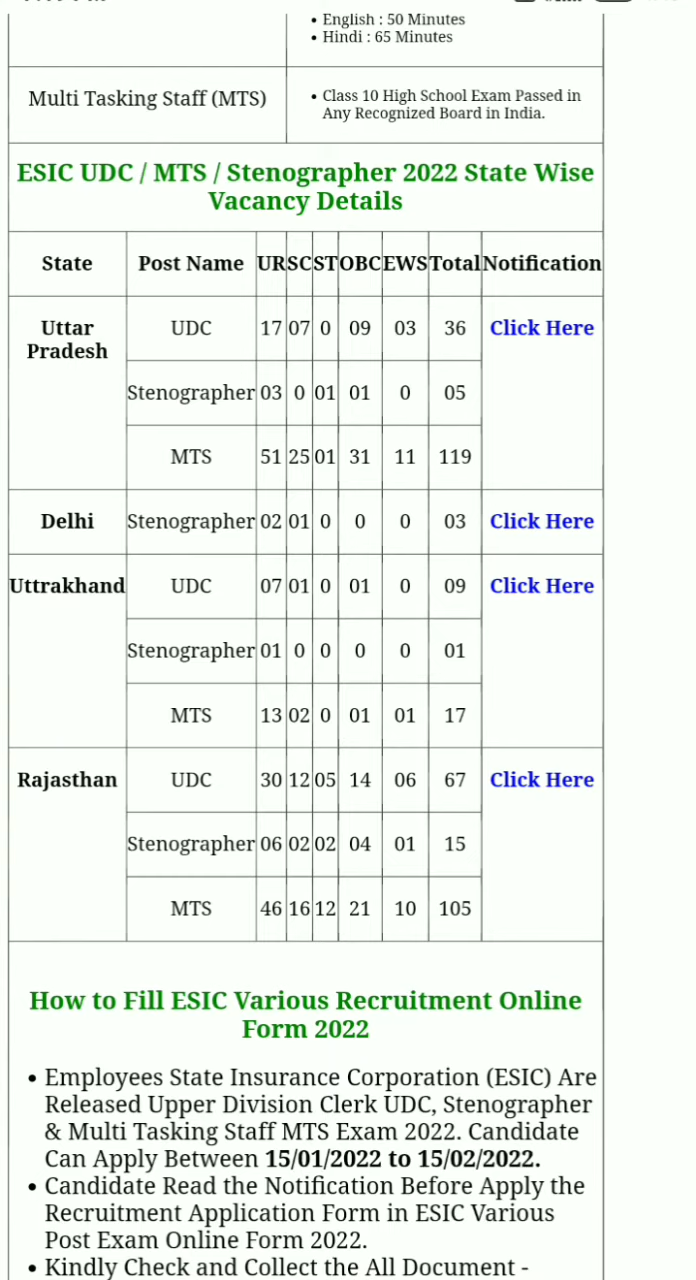 • English : 50 Minutes
• Hindi : 65 Minutes
Multi Tasking Staff (MTS)
• Class 10 High School Exam Passed in
Any Recognized Board in India.
ESIC UDC / MTS / Stenographer 2022 State Wise
Vacancy Details
State Post Name UR SC ST OBC EWS Total Notification
Uttar
Pradesh
UDC 17 07 0 09 03 36 Click Here
Stenographer 03 0 01 01 0 05
MTS 51 25 01 31 11 119
Delhi Stenographer 02 01 0 0 0 03 Click Here
Uttrakhand UDC 07 01 0 01 0 09 Click Here
Stenographer 01 0 0 0 0 01
MTS 13 02 0 01 01 17
Rajasthan UDC 30 12 05 14 06 67 Click Here
Stenographer 06 02 02 04 01 15
MTS 46 16 12 21 10 105
How to Fill ESIC Various Recruitment Online
Form 2022
• Employees State Insurance Corporation (ESIC) Are
Released Upper Division Clerk UDC, Stenographer
& Multi Tasking Staff MTS Exam 2022. Candidate
Can Apply Between 15/01/2022 to 15/02/2022.
• Candidate Read the Notification Before Apply the
Recruitment Application Form in ESIC Various
Post Exam Online Form 2022.
• Kindly Check and Collect the All Document -